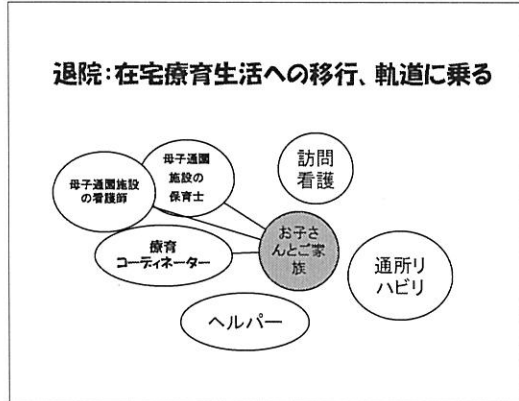 退院:在宅療育生活への移行、軌道に乗る
母子通園
施設の
保育士
訪問
看護
母子通園施設
の看護師
お子さ
んとご家
族
療育
コーディネーター
通所リ
ハビリ
ヘルパー